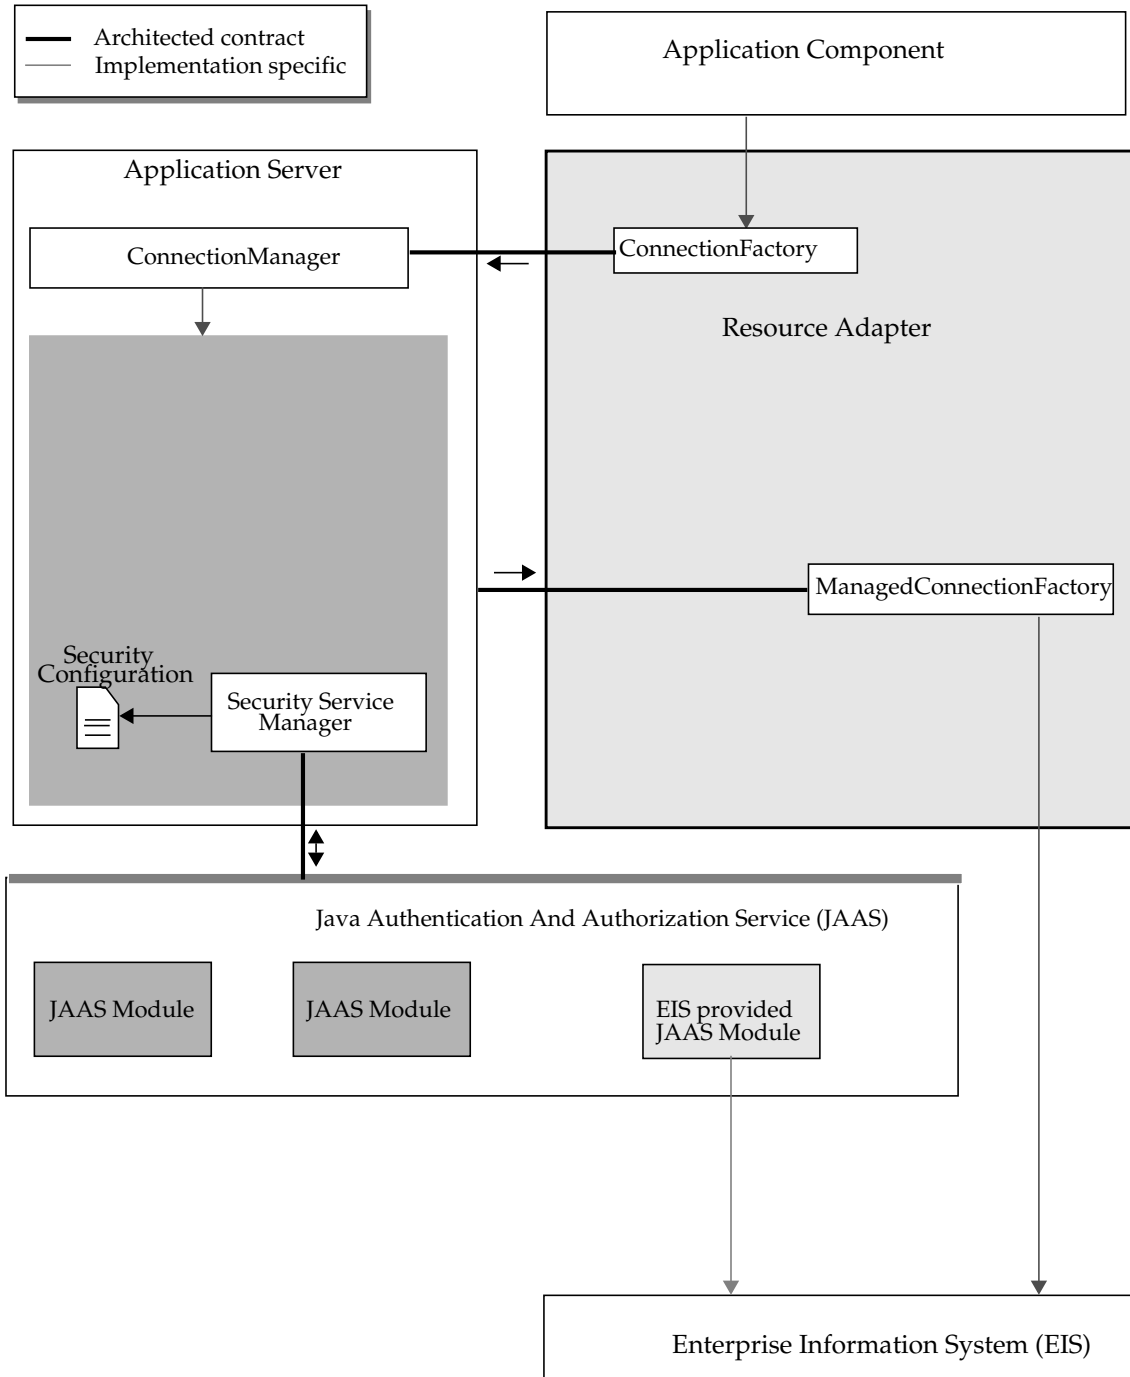 Architected contract
Implementation specific
Application Component
Application Server
ConnectionManager
ConnectionFactory
Resource Adapter
ManagedConnectionFactory
Security
Configuration
Security Service
Manager
Java Authentication And Authorization Service (JAAS)
JAAS Module
JAAS Module
EIS provided
JAAS Module
Enterprise Information System (EIS)